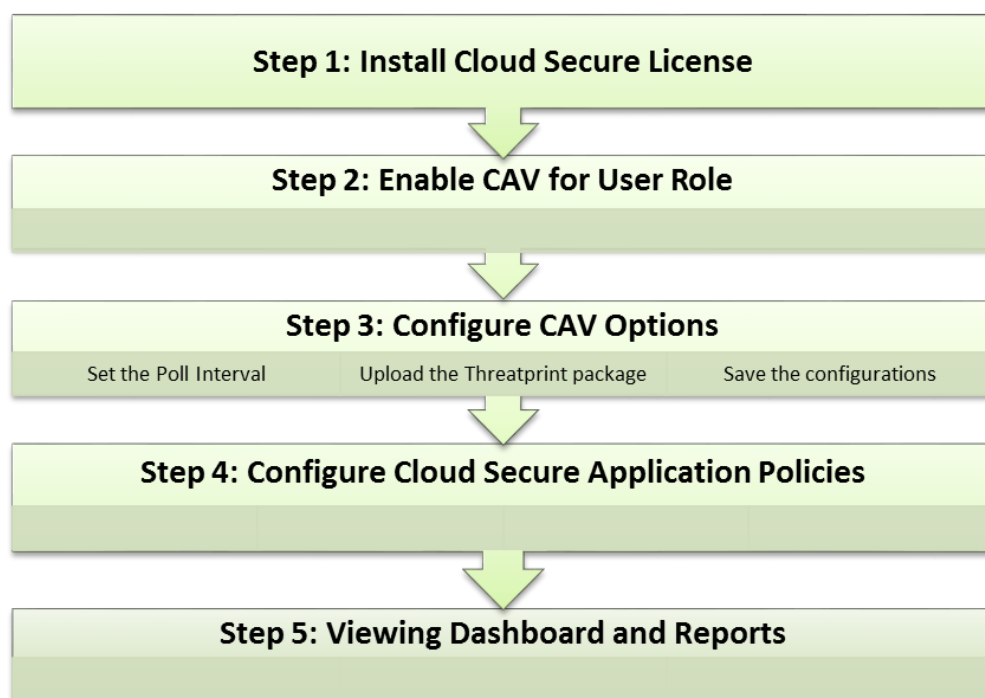 Step 1: Install Cloud Secure License
Step 2: Enable CAV for User Role
Step 3: Configure CAV Options
Set the Poll Interval
Upload the Threatprint package
Save the configurations
Step 4: Configure Cloud Secure Application Policies
Step 5: Viewing Dashboard and Reports